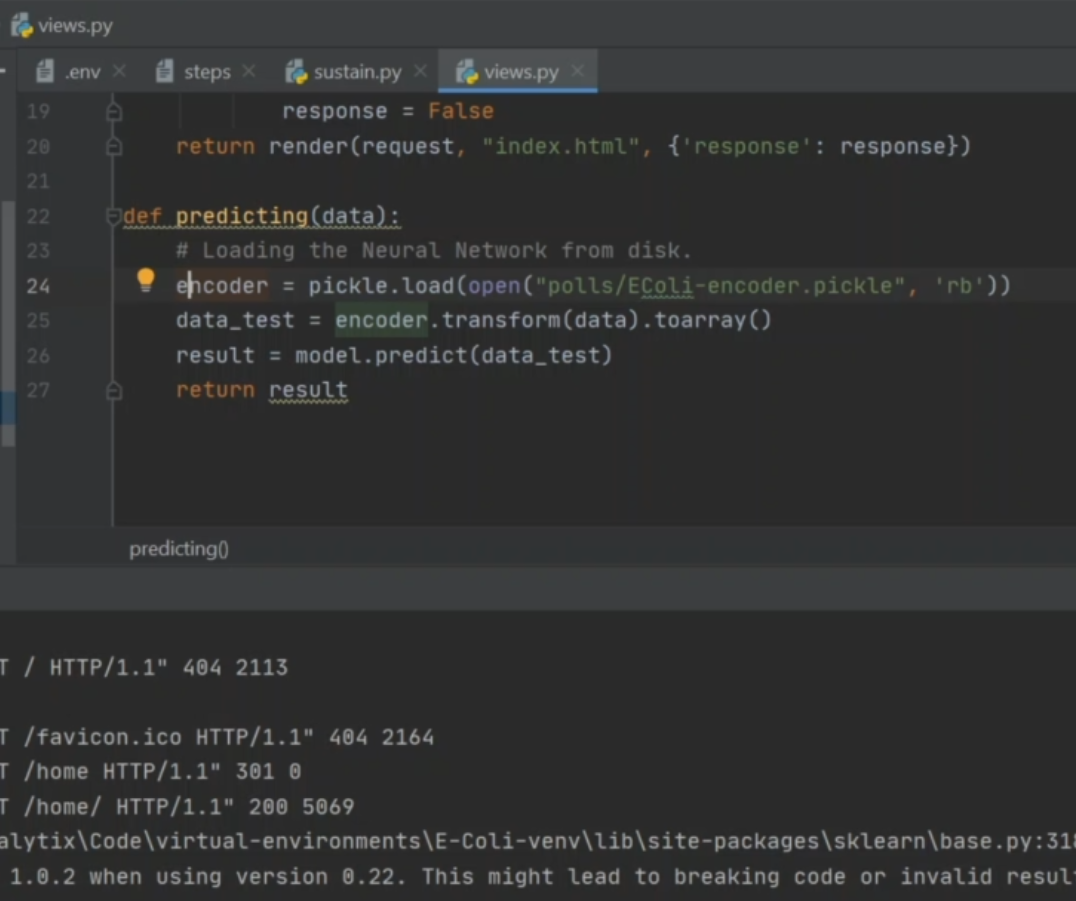 views.py
.env steps sustain.py views.py
19 response = False
20 return render(request, "index.html", {'response': response})
21
22 def predicting(data):
23 # Loading the Neural Network from disk.
24 encoder = pickle.load(open("polls/EColi-encoder.pickle", 'rb'))
25 data_test = encoder.transform(data).toarray()
26 result = model.predict(data_test)
27 return result
predicting()
T / HTTP/1.1" 404 2113
T /favicon.ico HTTP/1.1" 404 2164
T /home HTTP/1.1" 301 0
T /home/ HTTP/1.1" 200 5069
alytix\Code\virtual-environments\E-Coli-venv\lib\site-packages\sklearn\base.py:318
1.0.2 when using version 0.22. This might lead to breaking code or invalid resul